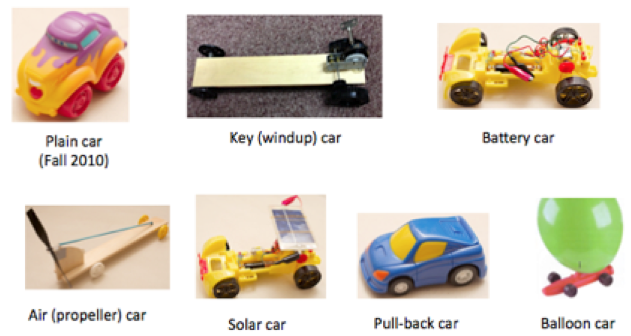 Plain car
(Fall 2010)
Key (windup) car
Battery car
Air (propeller) car
Solar car
Pull-back car
Balloon car